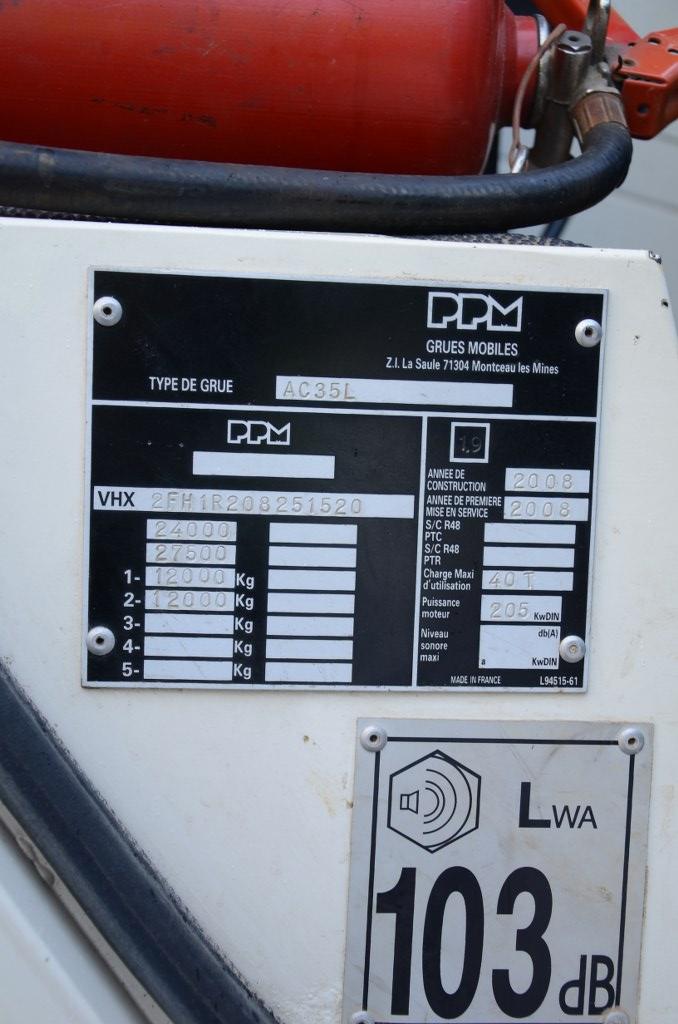 PPM
GRUES MOBILES
Z.I. La Saule 71304 Montceau les Mines
TYPE DE GRUE AC35L
PPM
VHX 2FH1R208251520
24000
27500
1- 12000 Kg
2- 12000 Kg
3- Kg
4- Kg
5- Kg
19
ANNEE DE
CONSTRUCTION 2008
ANNEE DE PREMIERE
MISE EN SERVICE 2008
S/C R48
PTC
S/C R48
PTR
Charge Maxi
d'utilisation 40T
Puissance
moteur 205 KwDIN
Niveau
sonore
maxi
db(A)
a KwDIN
MADE IN FRANCE L94515-61
LWA
103 dB